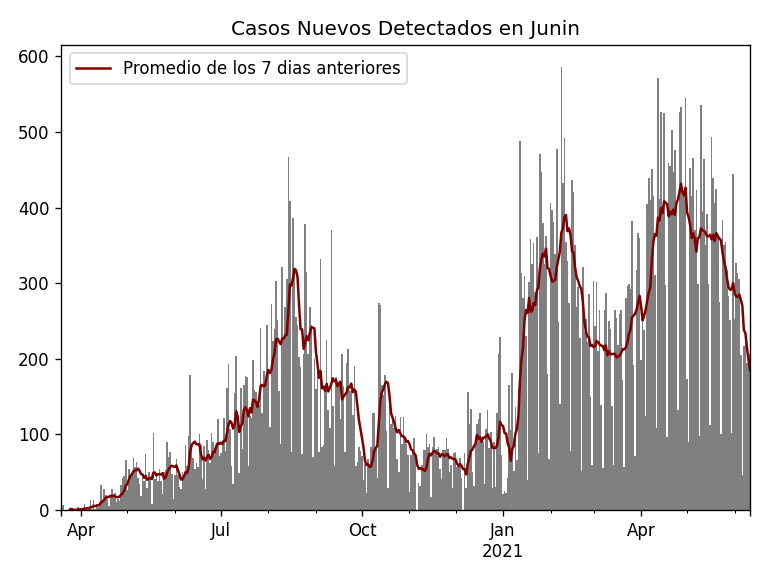 Casos Nuevos Detectados en Junin
Promedio de los 7 dias anteriores
600
500
400
300
200
100
0
Apr Jul Oct Jan Apr
2021